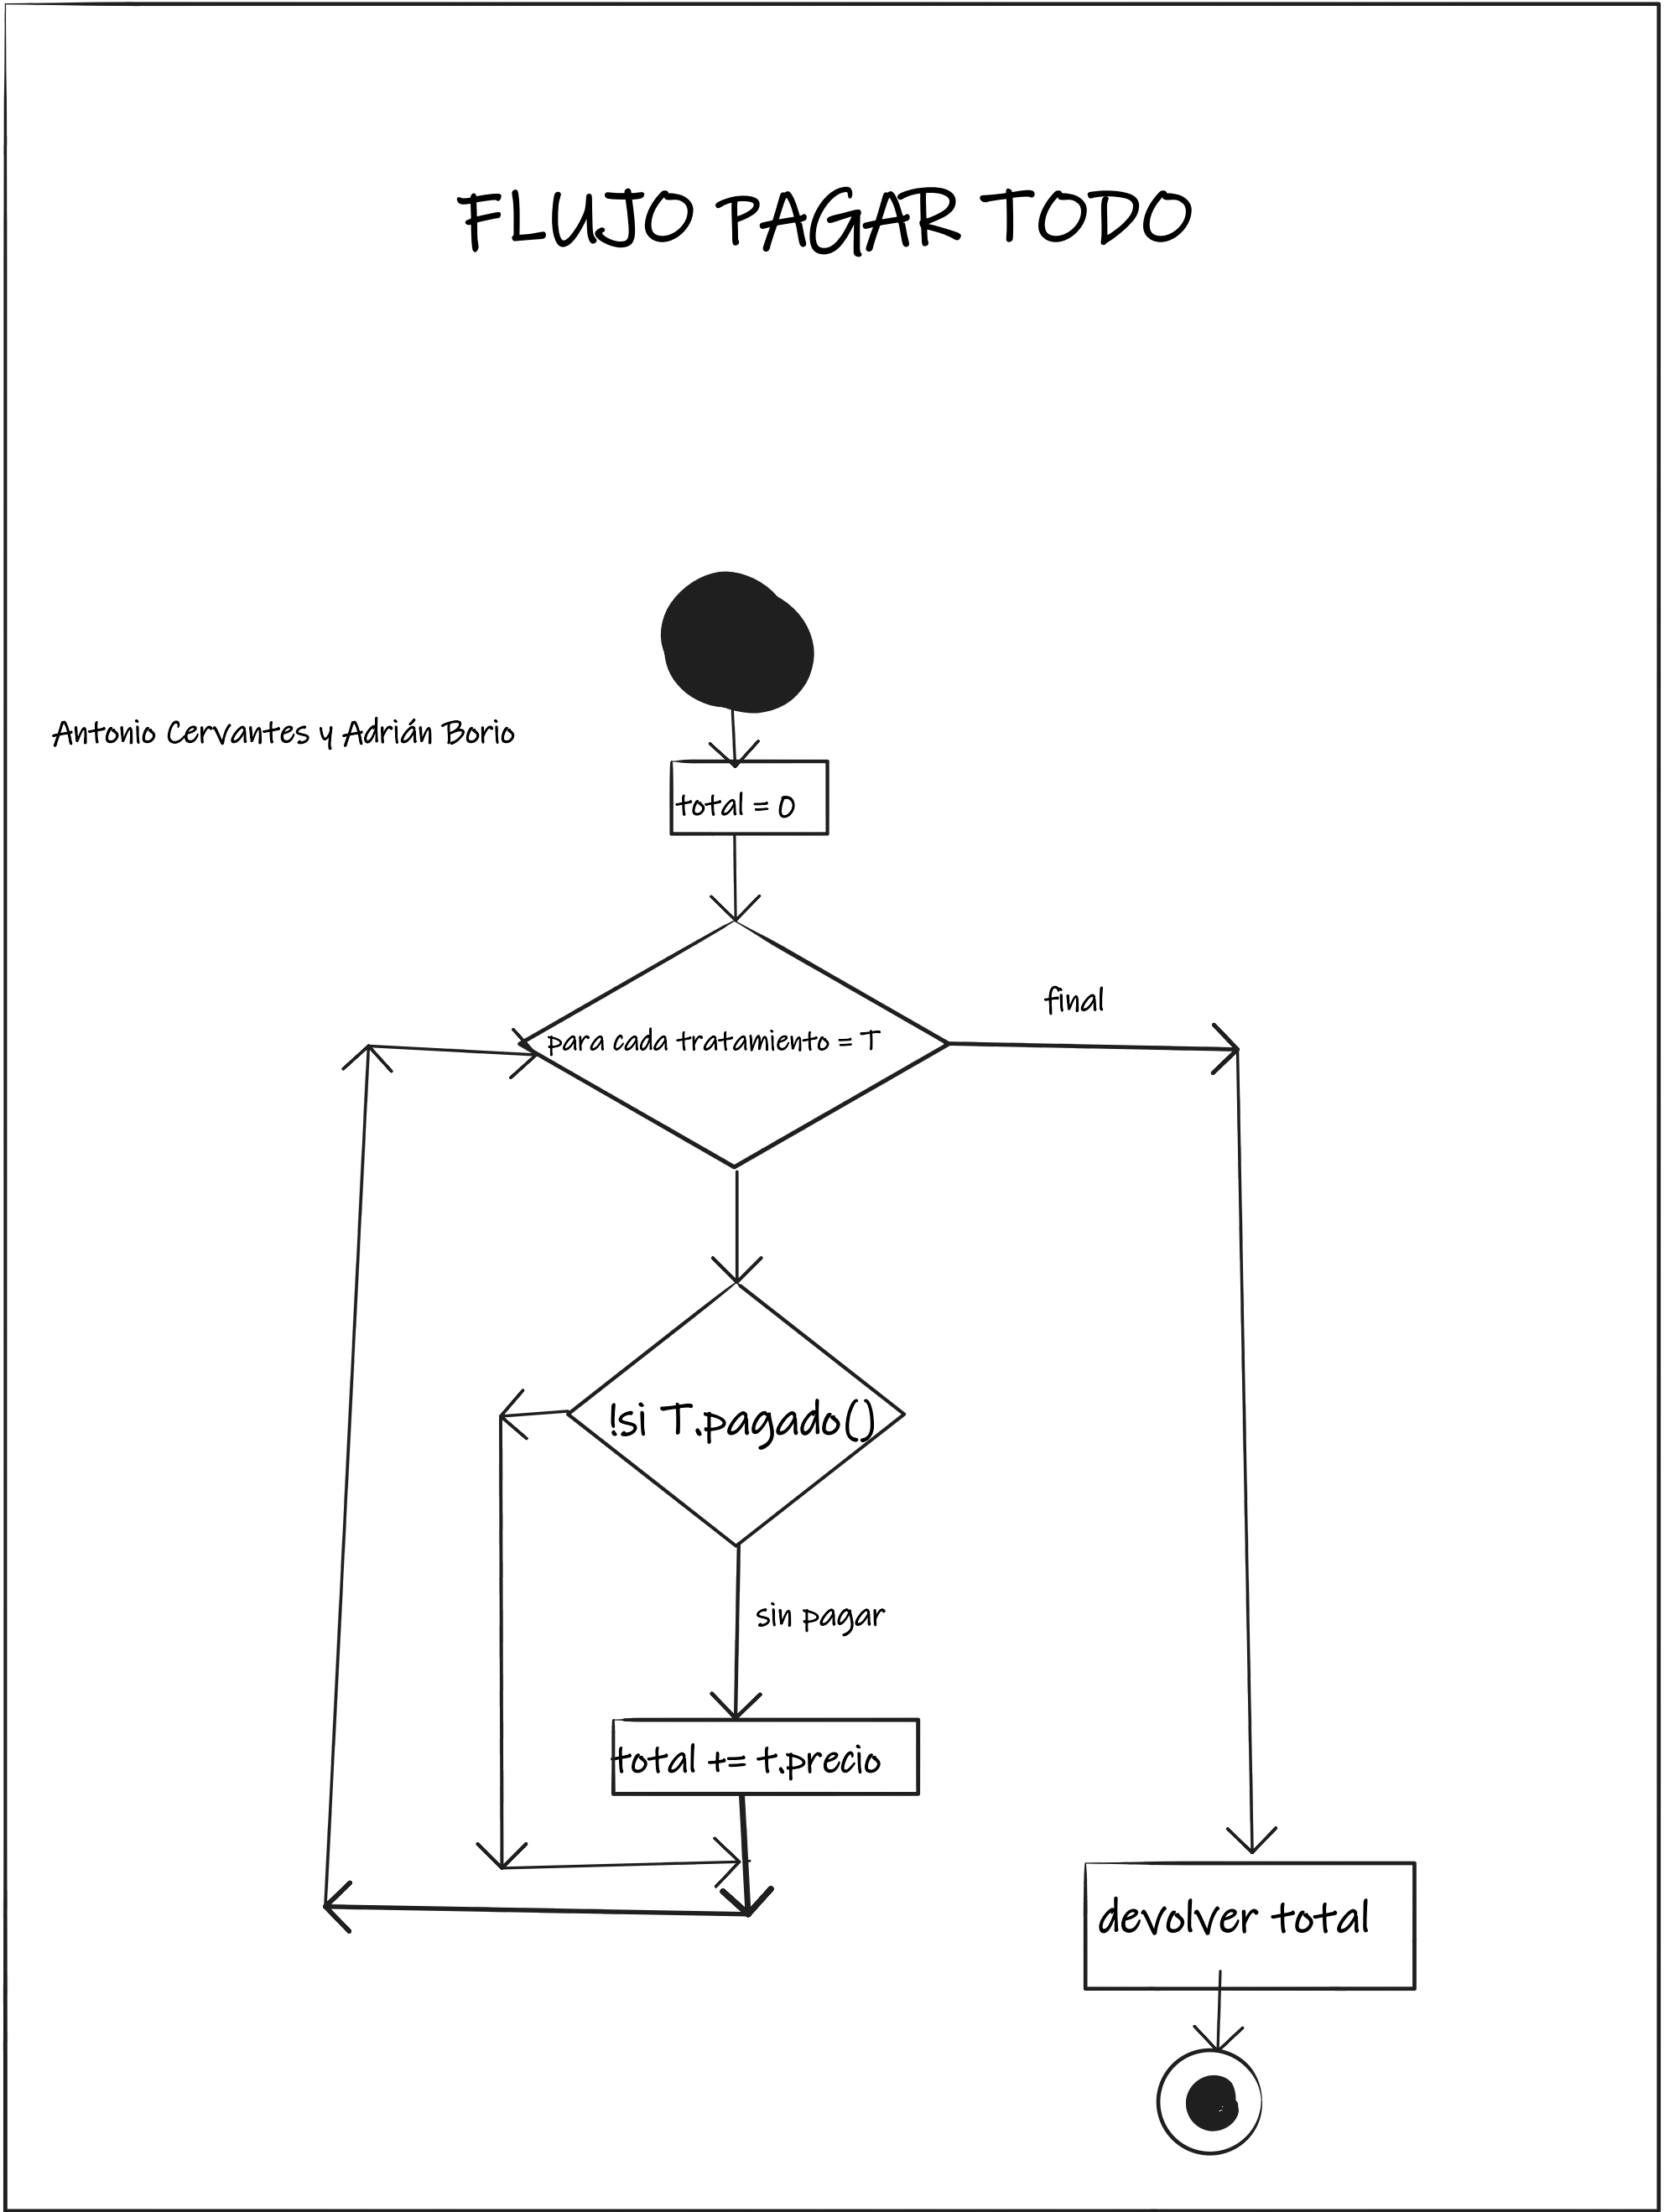 FLUJO PAGAR TODO
Antonio Cervantes y Adrián Borio
total = 0
para cada tratamiento = T
final
!si T.pagado()
sin pagar
total += t.precio
devolver total